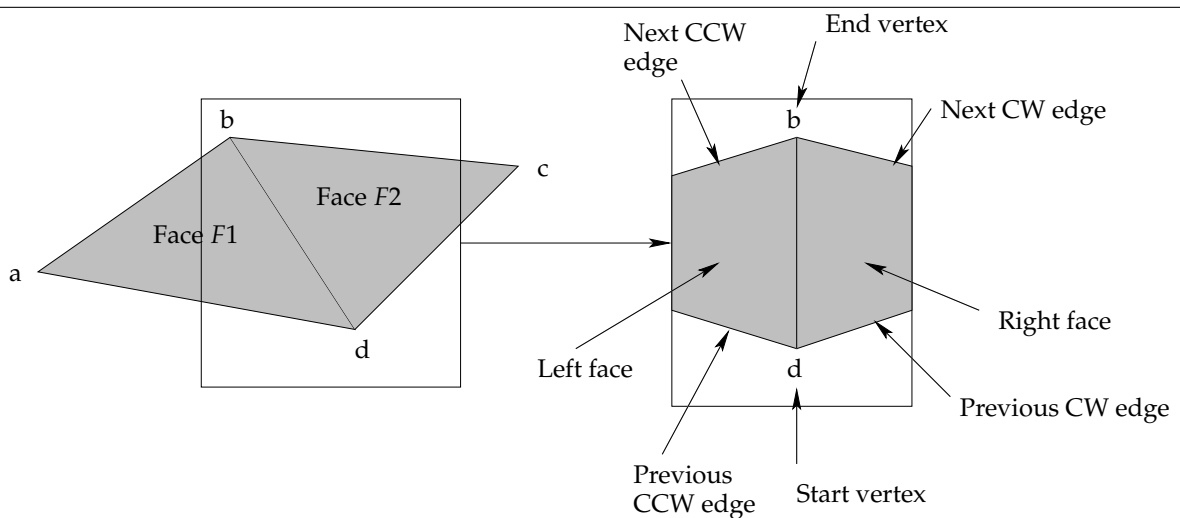 b
c
Face F2
Face F1
a
d
Next CCW
edge
End vertex
b
Next CW edge
Right face
Left face
d
Previous CW edge
Previous
CCW edge
Start vertex